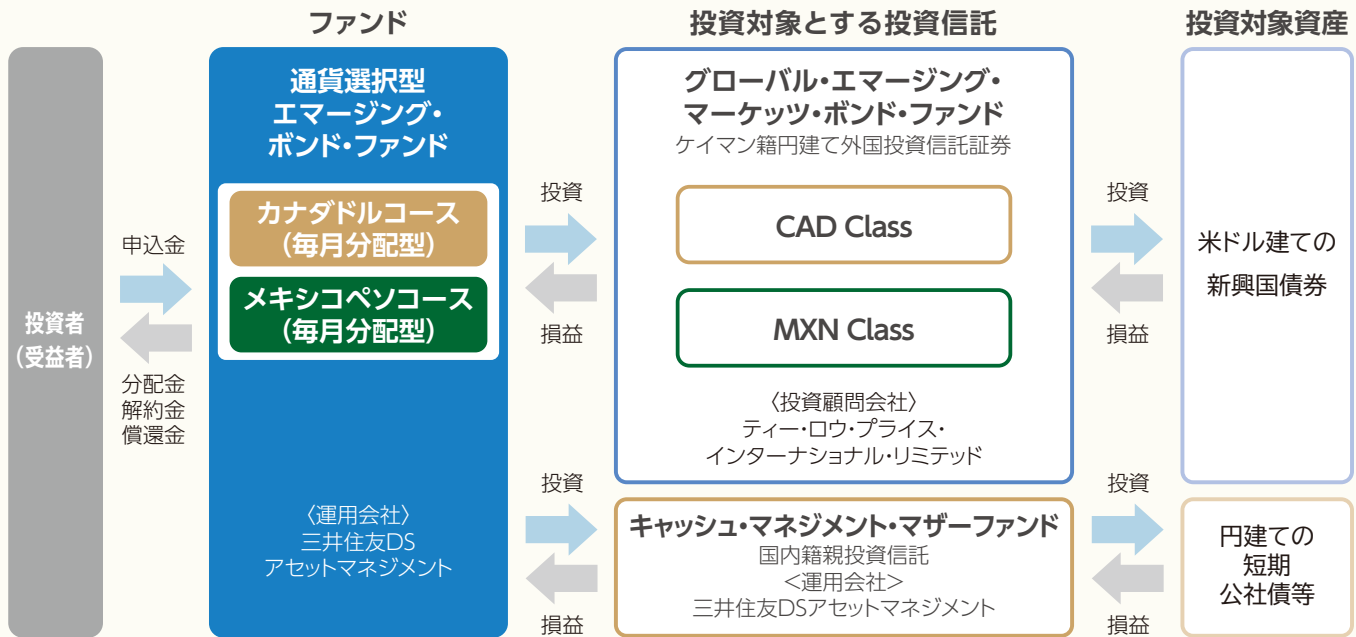 ファンド
投資対象とする投資信託
投資対象資産
投資者
(受益者)
申込金
分配金
解約金
償還金
通貨選択型
エマージング・
ボンド・ファンド
カナダドルコース
(毎月分配型)
メキシコペソコース
(毎月分配型)
〈運用会社〉
三井住友DS
アセットマネジメント
投資
損益
投資
損益
グローバル・エマージング・
マーケッツ・ボンド・ファンド
ケイマン籍円建て外国投資信託証券
CAD Class
MXN Class
〈投資顧問会社〉
ティー・ロウ・プライス・
インターナショナル・リミテッド
キャッシュ・マネジメント・マザーファンド
国内籍親投資信託
<運用会社>
三井住友DSアセットマネジメント
投資
損益
投資
損益
米ドル建ての
新興国債券
円建ての
短期
公社債等